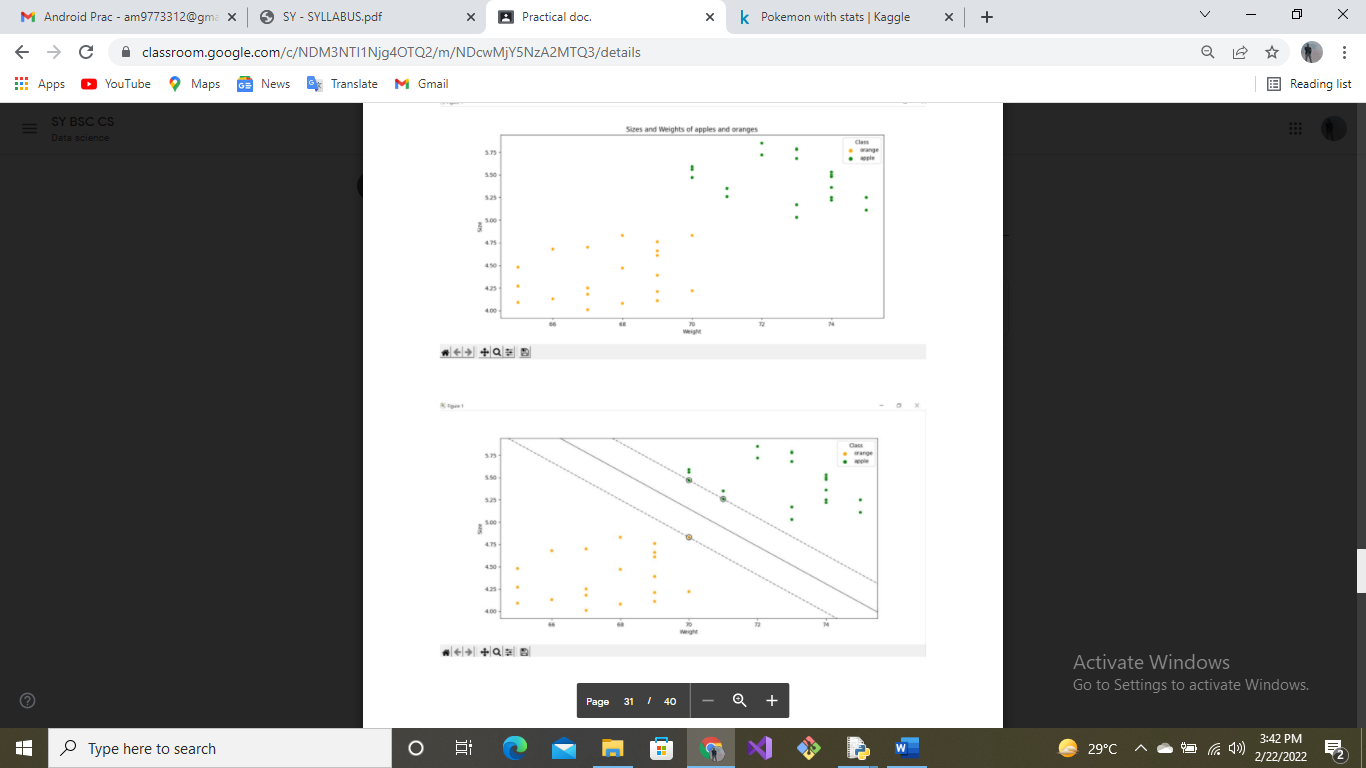 Android Prac - am9773312@gma
SY - SYLLABUS.pdf
Practical doc.
Pokemon with stats | Kaggle
classroom.google.com/c/NDM3NTI1Njg4OTQ2/m/NDcwMjY5NzA2MTQ3/details
Apps YouTube Maps News Translate Gmail Reading list
SY BSC CS
Data science
Sizes and Weights of apples and oranges
Class
orange
apple
5.75
5.50
5.25
5.00
4.75
4.50
4.25
4.00
Size
66 68 70 72 74
Weight
Figure 1
Class
orange
apple
5.75
5.50
5.25
5.00
4.75
4.50
4.25
4.00
Size
66 68 70 72 74
Weight
Activate Windows
Go to Settings to activate Windows.
Page 31 / 40
Type here to search
29°C
3:42 PM
2/22/2022
2